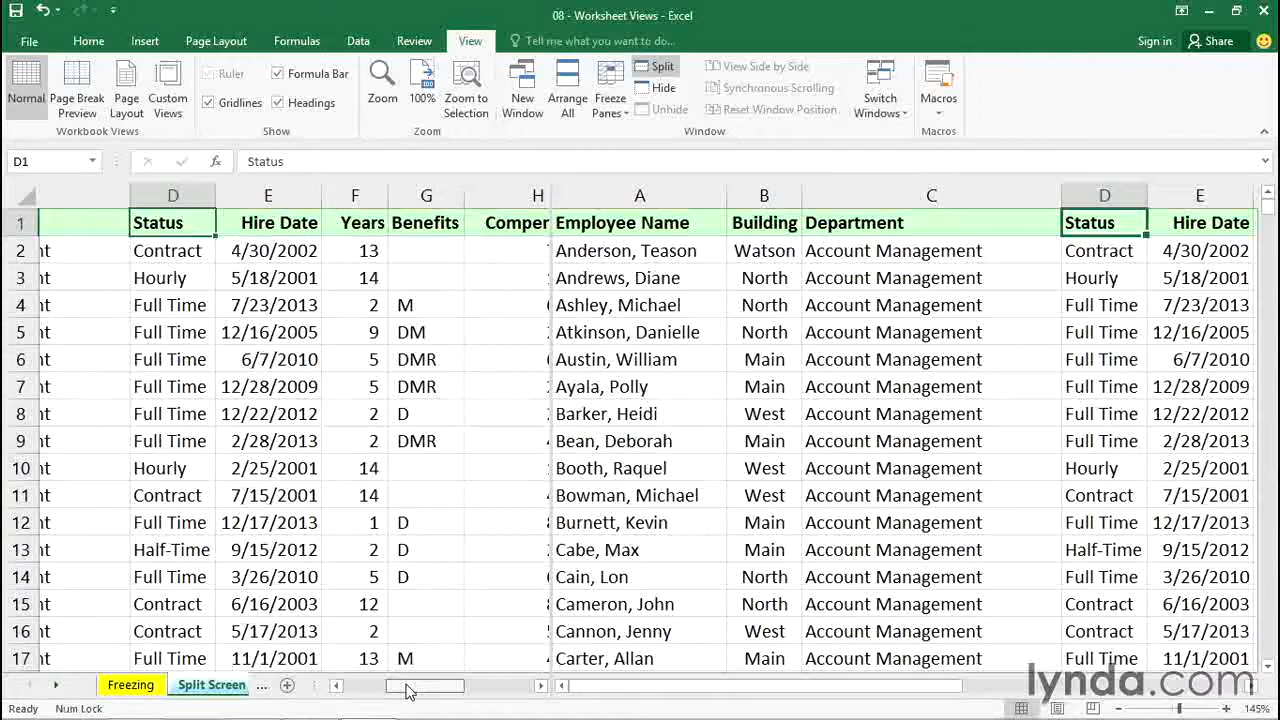 08 - Worksheet Views - Excel
File Home Insert Page Layout Formulas Data Review View Tell me what you want to do... Sign in Share
Normal Page Break Preview Page Layout Custom Views
Workbook Views
Ruler Formula Bar
Gridlines Headings
Show
Zoom 100% Zoom to Selection
Zoom
New Window Arrange All Freeze Panes
Split View Side by Side
Hide Synchronous Scrolling
Unhide Reset Window Position
Window
Switch Windows
Macros
Macros
D1 fx Status
D E F G H A B C D E
1 Status Hire Date Years Benefits Comper Employee Name Building Department Status Hire Date
2 nt Contract 4/30/2002 13 Anderson, Teason Watson Account Management Contract 4/30/2002
3 nt Hourly 5/18/2001 14 Andrews, Diane North Account Management Hourly 5/18/2001
4 nt Full Time 7/23/2013 2 M Ashley, Michael North Account Management Full Time 7/23/2013
5 nt Full Time 12/16/2005 9 DM Atkinson, Danielle North Account Management Full Time 12/16/2005
6 nt Full Time 6/7/2010 5 DMR Austin, William Main Account Management Full Time 6/7/2010
7 nt Full Time 12/28/2009 5 DMR Ayala, Polly Main Account Management Full Time 12/28/2009
8 nt Full Time 12/22/2012 2 D Barker, Heidi West Account Management Full Time 12/22/2012
9 nt Full Time 2/28/2013 2 DMR Bean, Deborah Main Account Management Full Time 2/28/2013
10 nt Hourly 2/25/2001 14 Booth, Raquel West Account Management Hourly 2/25/2001
11 nt Contract 7/15/2001 14 Bowman, Michael West Account Management Contract 7/15/2001
12 nt Full Time 12/17/2013 1 D Burnett, Kevin Main Account Management Full Time 12/17/2013
13 nt Half-Time 9/15/2012 2 D Cabe, Max Main Account Management Half-Time 9/15/2012
14 nt Full Time 3/26/2010 5 D Cain, Lon North Account Management Full Time 3/26/2010
15 nt Contract 6/16/2003 12 Cameron, John North Account Management Contract 6/16/2003
16 nt Contract 5/17/2013 2 Cannon, Jenny West Account Management Contract 5/17/2013
17 nt Full Time 11/1/2001 13 M Carter, Allan Main Account Management Full Time 11/1/2001
Freezing Split Screen ...
lynda.com
Ready Num Lock 145%